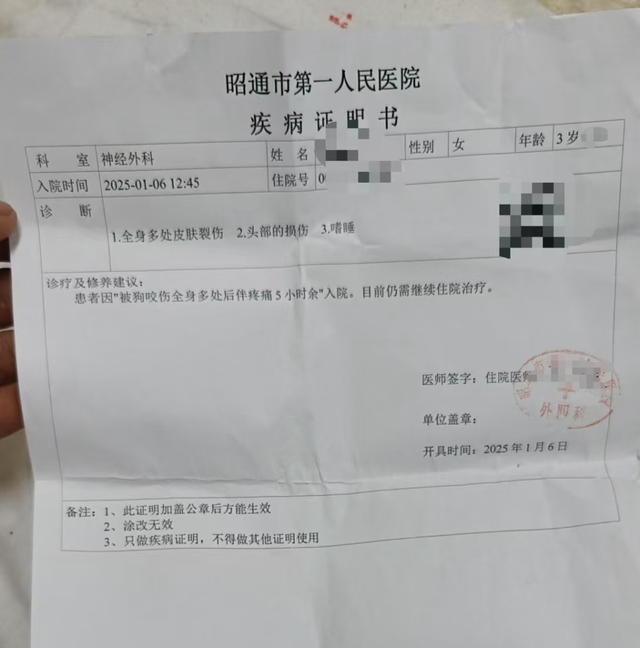 昭通市第一人民医院
疾病证明书
科室 神经外科 姓名 性别 女 年龄 3岁
入院时间 2025-01-06 12:45 住院号 0
诊断
1.全身多处皮肤裂伤 2.头部的损伤 3.嗜睡
诊疗及修养建议:
患者因"被狗咬伤全身多处后伴疼痛5小时余"入院。目前仍需继续住院治疗。
医师签字: 住院医师
外四科
单位盖章:
开具时间: 2025年1月6日
备注: 1、此证明加盖公章后方能生效
2、涂改无效
3、只做疾病证明,不得做其他证明使用